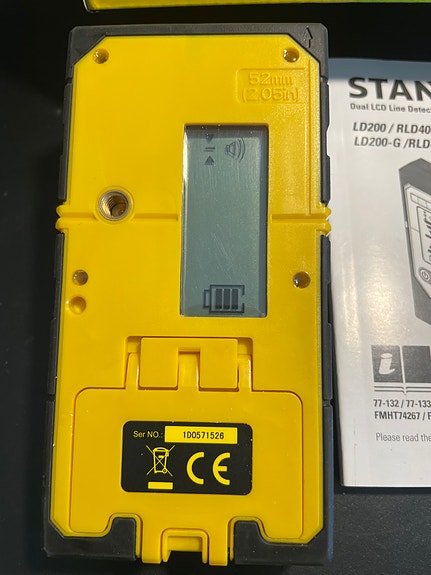 52mm
(2.05in)
Ser NO.: 1D0571526
CE
STAN
Dual LCD Line Detec
LD200 / RLD40
LD200-G / RLD
i
77-132 / 77-133
FMHT74267 / F
Please read the